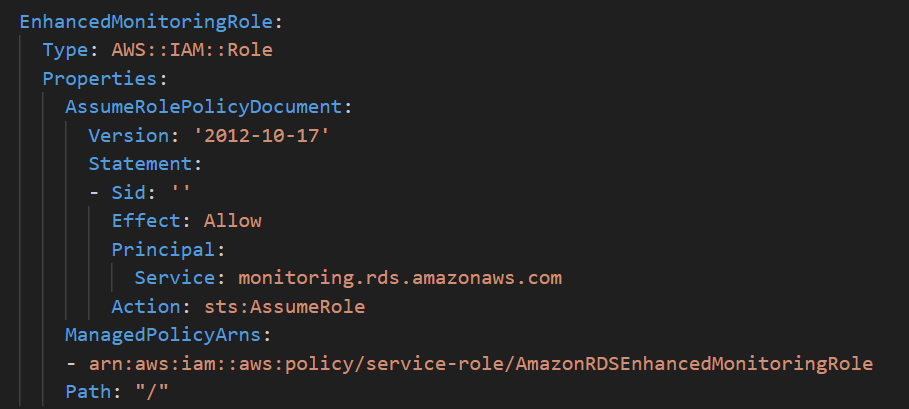 EnhancedMonitoringRole:
  Type: AWS::IAM::Role
  Properties:
    AssumeRolePolicyDocument:
      Version: '2012-10-17'
      Statement:
      - Sid: ''
        Effect: Allow
        Principal:
          Service: monitoring.rds.amazonaws.com
        Action: sts:AssumeRole
    ManagedPolicyArns:
    - arn:aws:iam::aws:policy/service-role/AmazonRDSEnhancedMonitoringRole
    Path: "/"